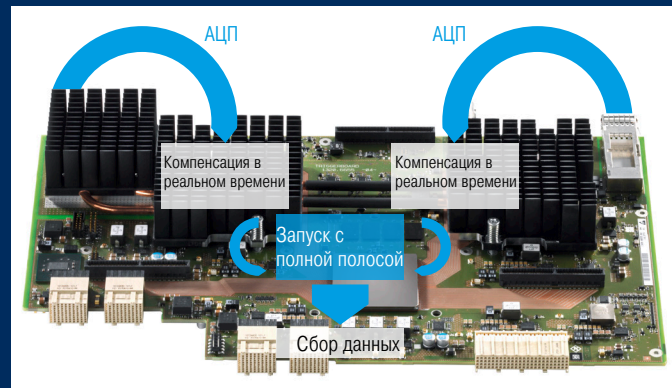 АЦП
АЦП
Компенсация в
реальном времени
Компенсация в
реальном времени
Запуск с
полной полосой
Сбор данных